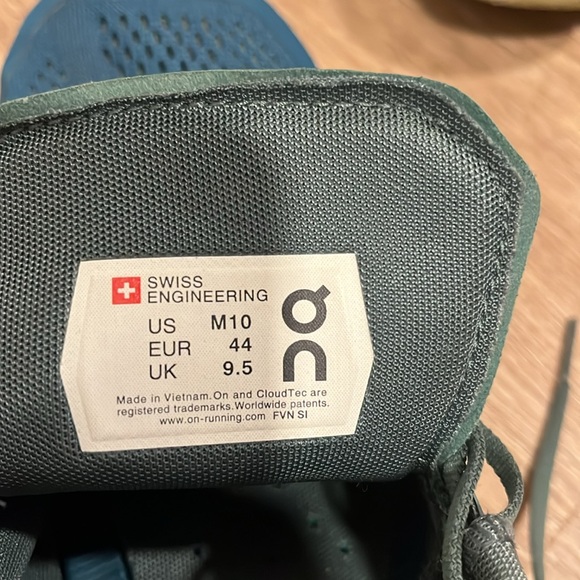 SWISS
ENGINEERING
US M10
EUR 44
UK 9.5
On
Made in Vietnam. On and CloudTec are
registered trademarks. Worldwide patents.
www.on-running.com FVN SI